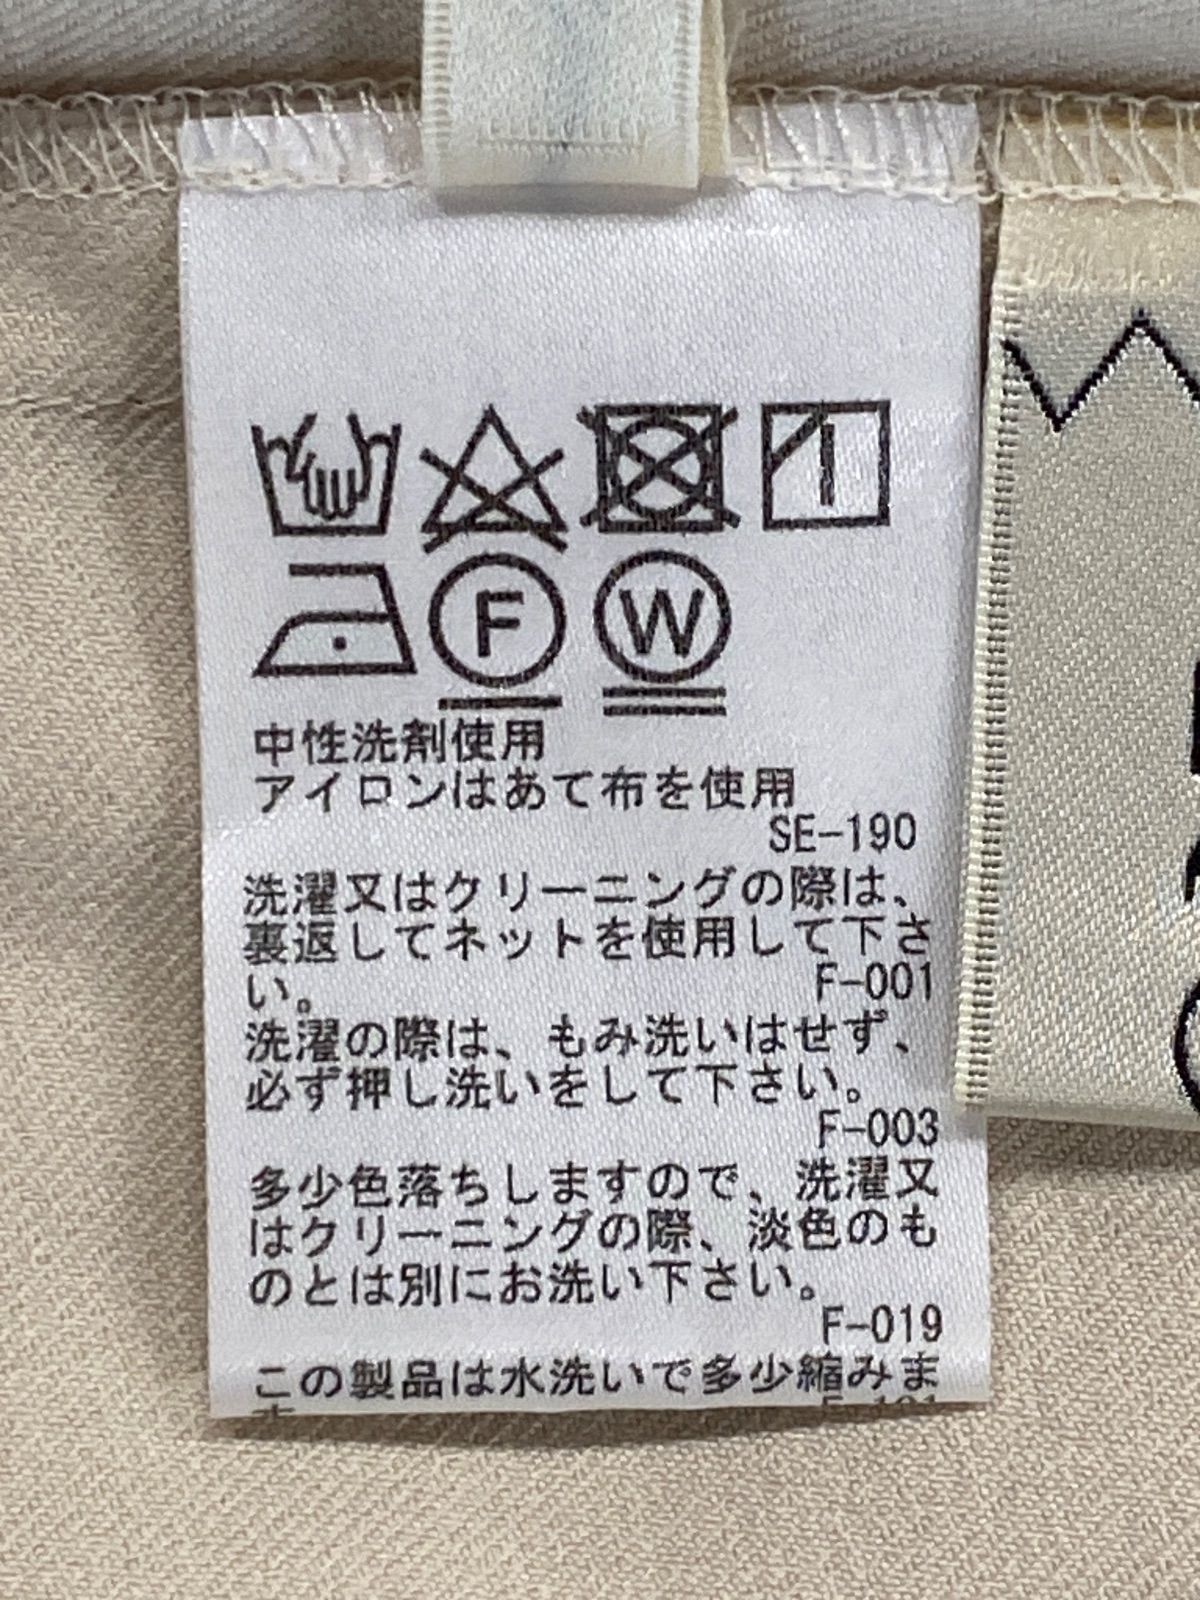 F
W
中性洗剤使用
アイロンはあて布を使用
SE-190
洗濯又はクリーニングの際は、
裏返してネットを使用して下さ
い。 F-001
洗濯の際は、もみ洗いはせず、
必ず押し洗いをして下さい。
F-003
多少色落ちしますので、洗濯又
はクリーニングの際、淡色のも
のとは別にお洗い下さい。
F-019
この製品は水洗いで多少縮みま